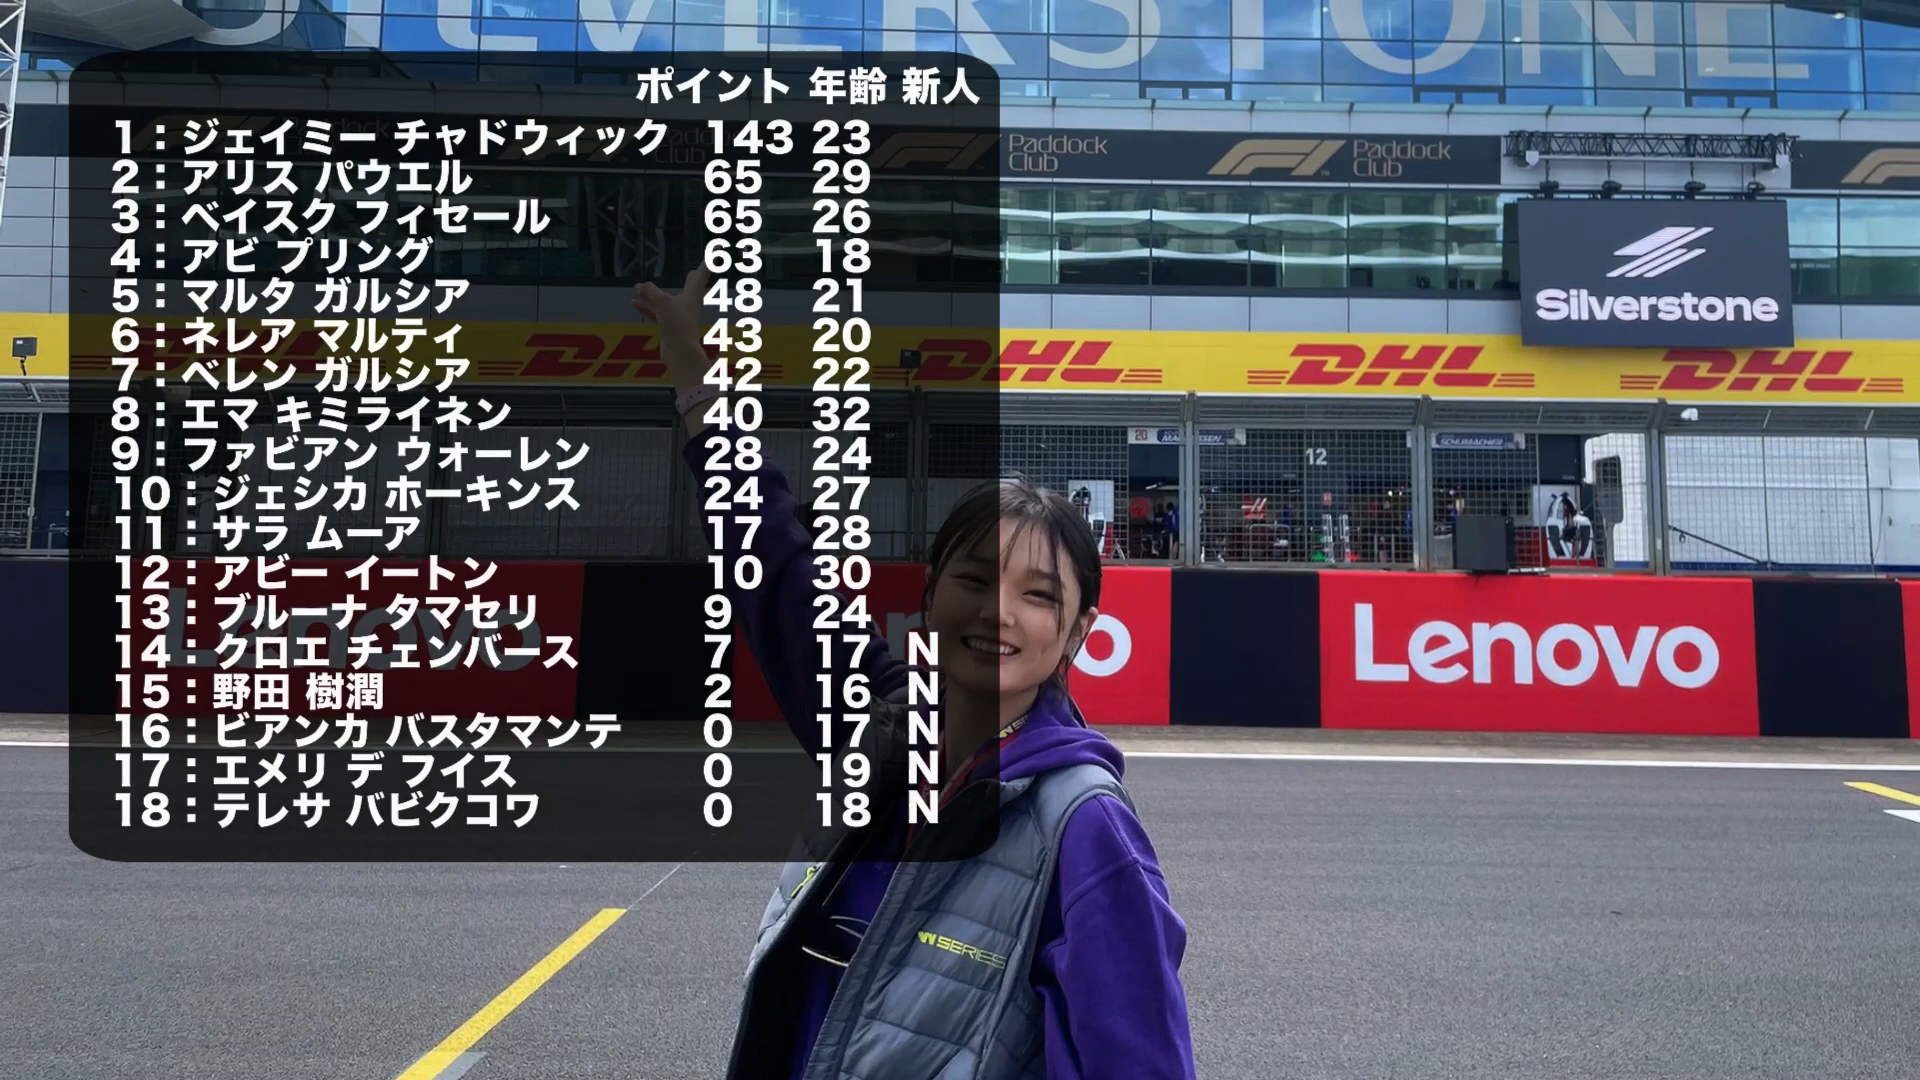 SILVERSTONE
ポイント 年齢 新人
1：ジェイミー チャドウィック 143 23
2：アリス パウエル 65 29
3：ベイスク フィセール 65 26
4：アビ プリング 63 18
5：マルタ ガルシア 48 21
6：ネレア マルティ 43 20
7：ベレン ガルシア 42 22
8：エマ キミライネン 40 32
9：ファビアン ウォーレン 28 24
10：ジェシカ ホーキンス 24 27
11：サラ ムーア 17 28
12：アビー イートン 10 30
13：ブルーナ タマセリ 9 24
14：クロエ チェンバース 7 17 N
15：野田 樹潤 2 16 N
16：ビアンカ バスタマンテ 0 17 N
17：エメリ デ フイス 0 19 N
18：テレサ バビクコワ 0 18 N
Paddock Club
F1 Paddock Club
Silverstone
DHL DHL DHL DHL
20
SCHUMACHER
12
Lenovo
W SERIES